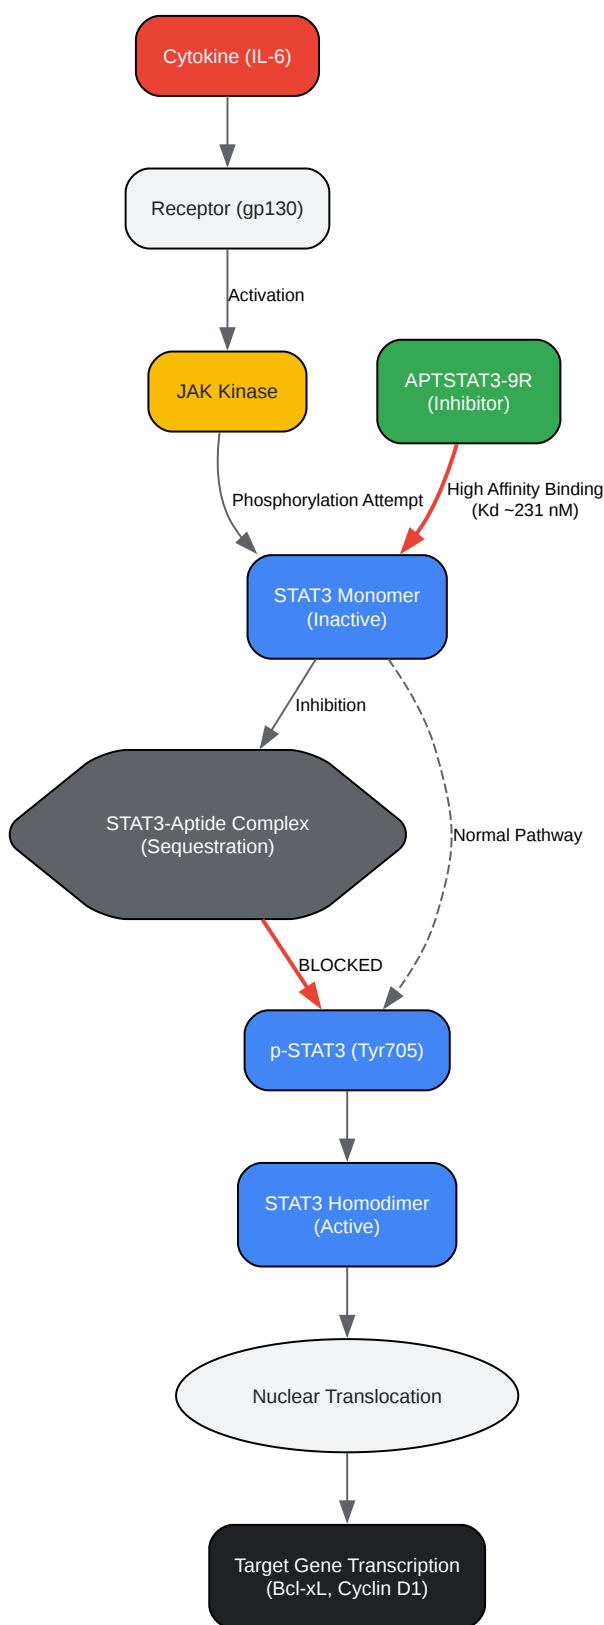 Cytokine (IL-6)
Receptor (gp130)
Activation
JAK Kinase
APTSTAT3-9R
(Inhibitor)
Phosphorylation Attempt
High Affinity Binding
(Kd ~231 nM)
STAT3 Monomer
(Inactive)
Inhibition
STAT3-Aptide Complex
(Sequestration)
Normal Pathway
BLOCKED
p-STAT3 (Tyr705)
STAT3 Homodimer
(Active)
Nuclear Translocation
Target Gene Transcription
(Bcl-xL, Cyclin D1)